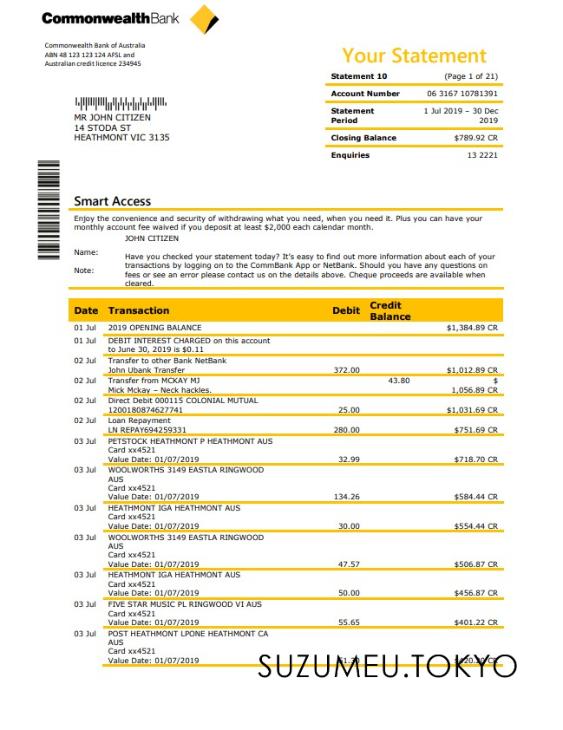 CommonwealthBank
Commonwealth Bank of Australia
ABN 48 123 123 124 AFSL and
Australian credit licence 234945
Your Statement
Statement 10 (Page 1 of 21)
Account Number 06 3167 10781391
Statement Period 1 Jul 2019 – 30 Dec 2019
Closing Balance $789.92 CR
Enquiries 13 2221
MR JOHN CITIZEN
14 STODA ST
HEATHMONT VIC 3135
Smart Access
Enjoy the convenience and security of withdrawing what you need, when you need it. Plus you can have your
monthly account fee waived if you deposit at least $2,000 each calendar month.
JOHN CITIZEN
Name:
Note:
Have you checked your statement today? It's easy to find out more information about each of your
transactions by logging on to the CommBank App or NetBank. Should you have any questions on
fees or see an error please contact us on the details above. Cheque proceeds are available when
cleared.
Date Transaction Debit Credit Balance
01 Jul 2019 OPENING BALANCE $1,384.89 CR
01 Jul DEBIT INTEREST CHARGED on this account
to June 30, 2019 is $0.11
02 Jul Transfer to other Bank NetBank
John Ubank Transfer 372.00 $1,012.89 CR
02 Jul Transfer from MCKAY MJ 43.80 $
Mick Mckay – Neck hackles. 1,056.89 CR
02 Jul Direct Debit 000115 COLONIAL MUTUAL
1200180874627741 25.00 $1,031.69 CR
02 Jul Loan Repayment
LN REPAY694259331 280.00 $751.69 CR
03 Jul PETSTOCK HEATHMONT P HEATHMONT AUS
Card xx4521
Value Date: 01/07/2019 32.99 $718.70 CR
03 Jul WOOLWORTHS 3149 EASTLA RINGWOOD
AUS
Card xx4521
Value Date: 01/07/2019 134.26 $584.44 CR
03 Jul HEATHMONT IGA HEATHMONT AUS
Card xx4521
Value Date: 01/07/2019 30.00 $554.44 CR
03 Jul WOOLWORTHS 3149 EASTLA RINGWOOD
AUS
Card xx4521
Value Date: 01/07/2019 47.57 $506.87 CR
03 Jul HEATHMONT IGA HEATHMONT AUS
Card xx4521
Value Date: 01/07/2019 50.00 $456.87 CR
03 Jul FIVE STAR MUSIC PL RINGWOOD VI AUS
Card xx4521
Value Date: 01/07/2019 55.65 $401.22 CR
03 Jul POST HEATHMONT LPONE HEATHMONT CA
AUS
Card xx4521
Value Date: 01/07/2019
SUZUMEU.TOKYO